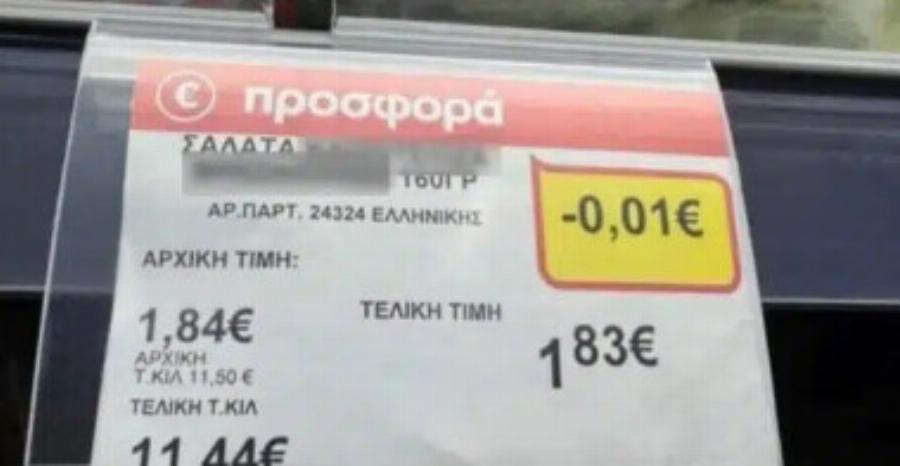 € προσφορά
ΣΑΛΑΤΑ
160ΓΡ
ΑΡ.ΠΑΡΤ. 24324 ΕΛΛΗΝΙΚΗΣ
-0,01€
ΑΡΧΙΚΗ ΤΙΜΗ:
1,84€
ΑΡΧΙΚΗ
Τ.ΚΙΛ 11,50 €
ΤΕΛΙΚΗ ΤΙΜΗ
1 83€
ΤΕΛΙΚΗ Τ.ΚΙΛ
11,44€